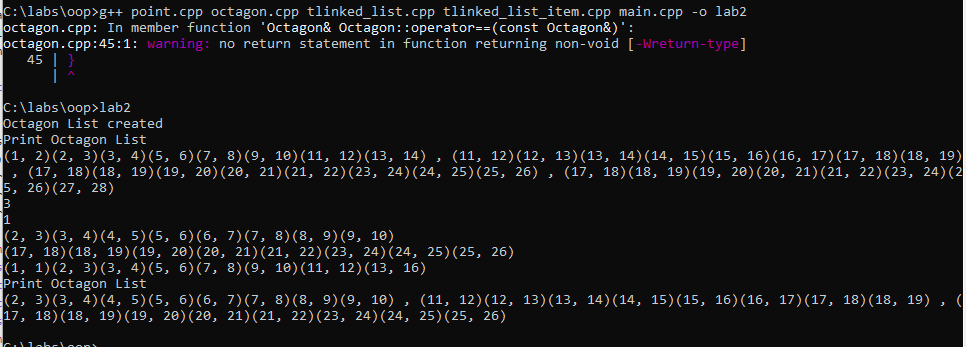 C:\labs\oop>g++ point.cpp octagon.cpp tlinked_list.cpp tlinked_list_item.cpp main.cpp -o lab2
octagon.cpp: In member function 'Octagon& Octagon::operator==(const Octagon&)':
octagon.cpp:45:1: warning: no return statement in function returning non-void [-Wreturn-type]
   45 | }
      | ^
C:\labs\oop>lab2
Octagon List created
Print Octagon List
(1, 2)(2, 3)(3, 4)(5, 6)(7, 8)(9, 10)(11, 12)(13, 14) , (11, 12)(12, 13)(13, 14)(14, 15)(15, 16)(16, 17)(17, 18)(18, 19)
 , (17, 18)(18, 19)(19, 20)(20, 21)(21, 22)(23, 24)(24, 25)(25, 26) , (17, 18)(18, 19)(19, 20)(20, 21)(21, 22)(23, 24)(2
5, 26)(27, 28)
3
1
(2, 3)(3, 4)(4, 5)(5, 6)(6, 7)(7, 8)(8, 9)(9, 10)
(17, 18)(18, 19)(19, 20)(20, 21)(21, 22)(23, 24)(24, 25)(25, 26)
(1, 1)(2, 3)(3, 4)(5, 6)(7, 8)(9, 10)(11, 12)(13, 16)
Print Octagon List
(2, 3)(3, 4)(4, 5)(5, 6)(6, 7)(7, 8)(8, 9)(9, 10) , (11, 12)(12, 13)(13, 14)(14, 15)(15, 16)(16, 17)(17, 18)(18, 19) , (
17, 18)(18, 19)(19, 20)(20, 21)(21, 22)(23, 24)(24, 25)(25, 26)
C:\labs\oop>